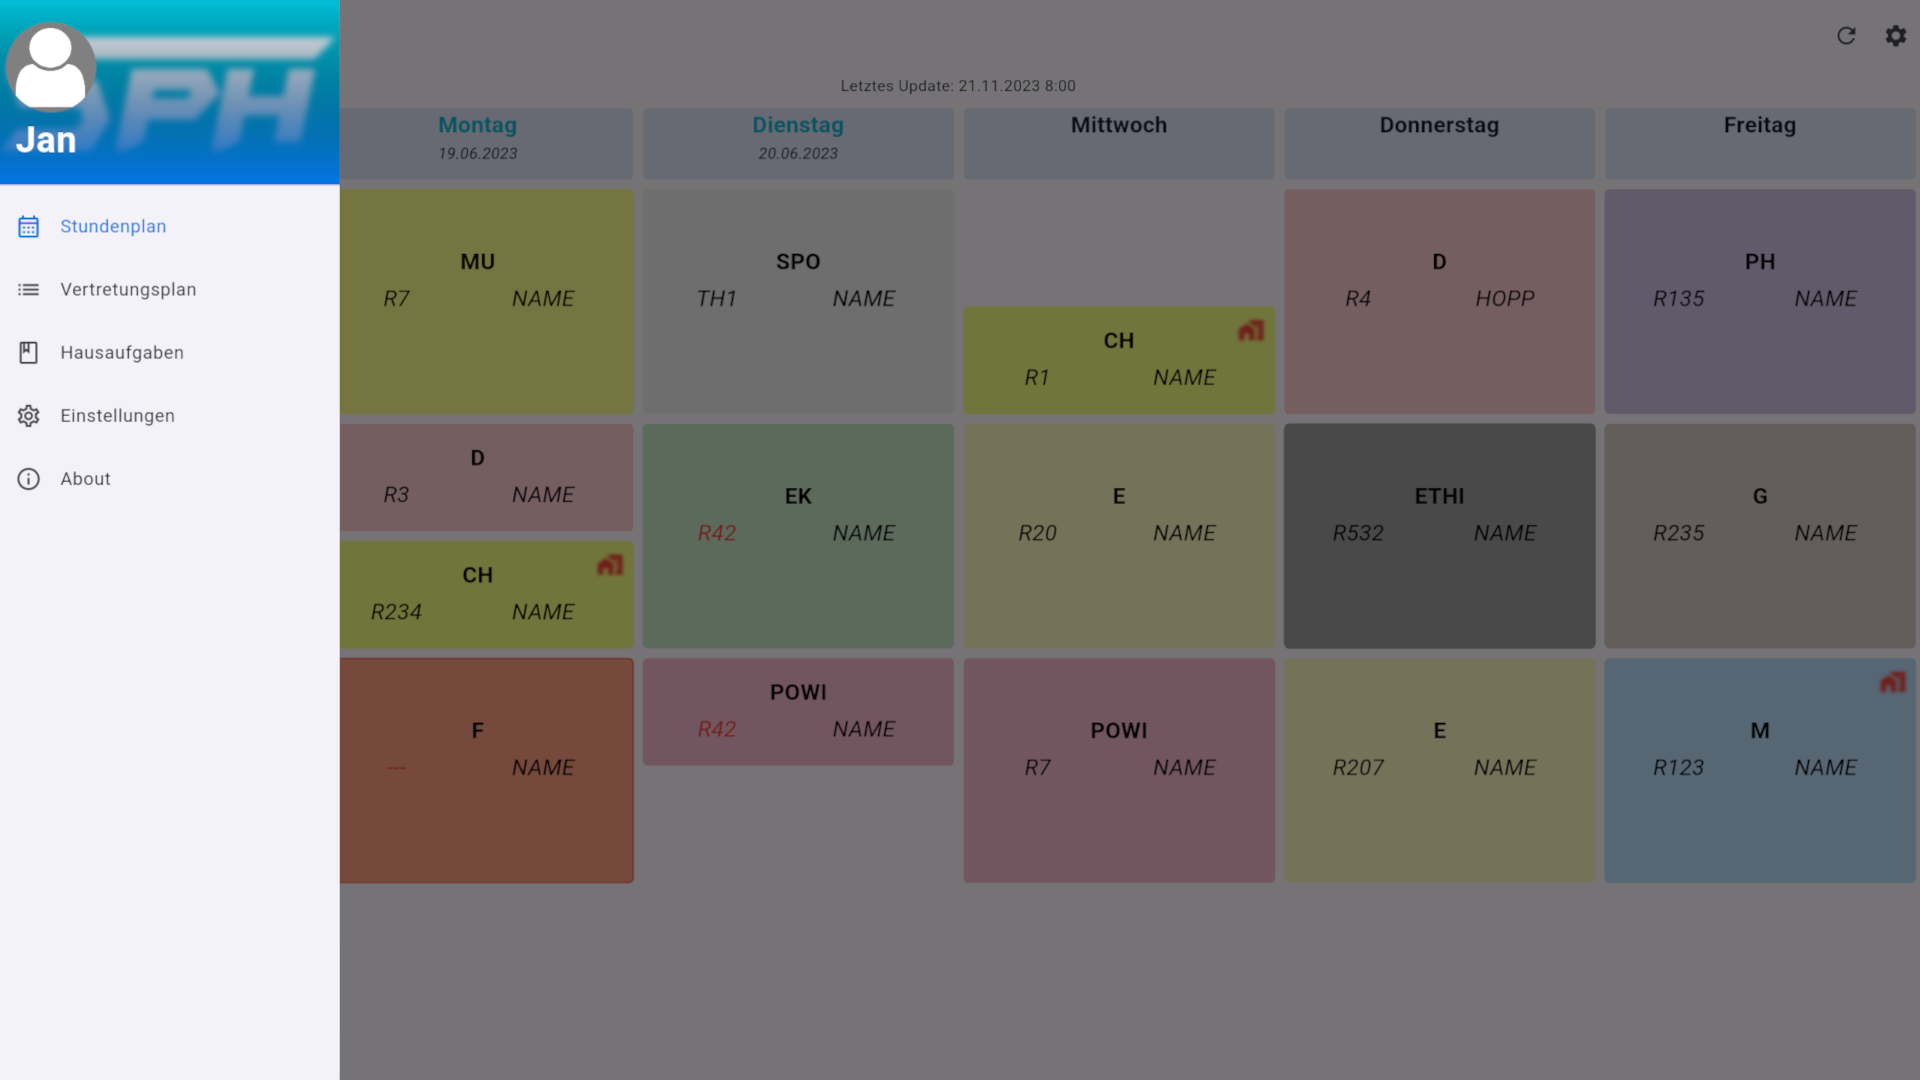 SPH
Jan
Stundenplan
Vertretungsplan
Hausaufgaben
Einstellungen
About
Letztes Update: 21.11.2023 8:00
Montag
19.06.2023
Dienstag
20.06.2023
Mittwoch
Donnerstag
Freitag
MU
R7 NAME
SPO
TH1 NAME
CH
R1 NAME
D
R4 HOPP
PH
R135 NAME
D
R3 NAME
CH
R234 NAME
EK
R42 NAME
E
R20 NAME
ETHI
R532 NAME
G
R235 NAME
F
--- NAME
POWI
R42 NAME
POWI
R7 NAME
E
R207 NAME
M
R123 NAME